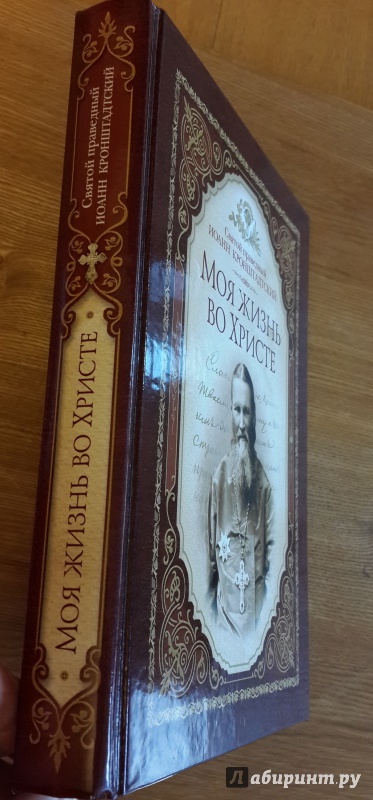 Святой праведный
ИОАНН КРОНШТАДТСКИЙ
МОЯ ЖИЗНЬ ВО ХРИСТЕ
Святой праведный
ИОАНН КРОНШТАДТСКИЙ
МОЯ ЖИЗНЬ
ВО ХРИСТЕ
Лабиринт.ру